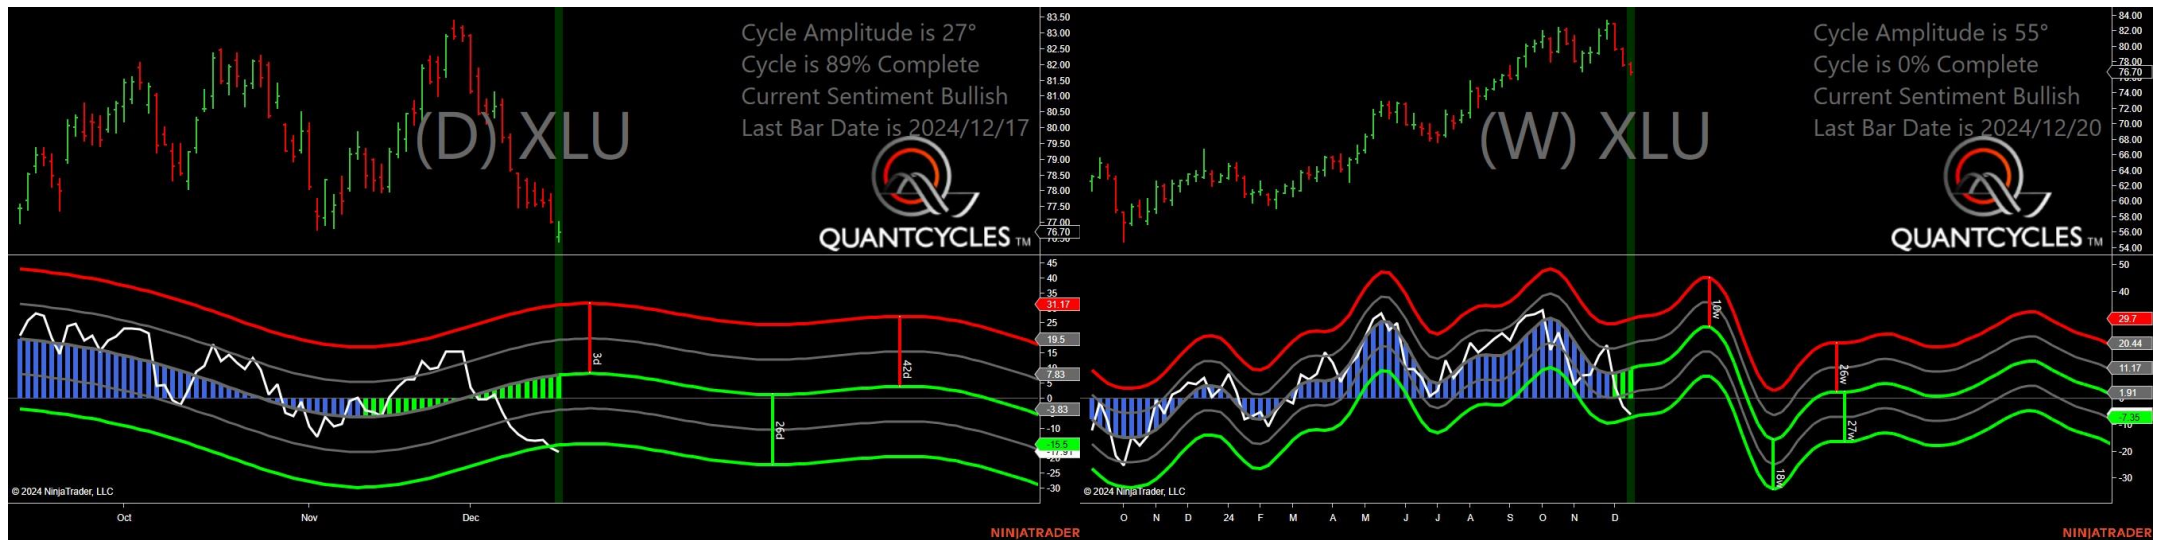 Cycle Amplitude is 27°
Cycle is 89% Complete
Current Sentiment Bullish
Last Bar Date is 2024/12/17
(D) XLU
QUANTCYCLES TM
83.50
83.00
82.50
82.00
81.50
81.00
80.50
80.00
79.50
79.00
78.50
78.00
77.50
77.00
76.70
45
40
35
31.17
25
19.5
15
7.83
5
0
-3.83
-10
-15.5
-17.91
-25
-30
3d
26d
42d
© 2024 NinjaTrader, LLC
Oct Nov Dec
NINJATRADER
Cycle Amplitude is 55°
Cycle is 0% Complete
Current Sentiment Bullish
Last Bar Date is 2024/12/20
(W) XLU
QUANTCYCLES TM
84.00
82.00
80.00
78.00
76.70
74.00
72.00
70.00
68.00
66.00
64.00
62.00
60.00
58.00
56.00
54.00
50
40
29.7
20.44
11.17
1.91
-7.35
-20
-30
10w
18w
26w
27w
© 2024 NinjaTrader, LLC
O N D 24 F M A M J J A S O N D
NINJATRADER